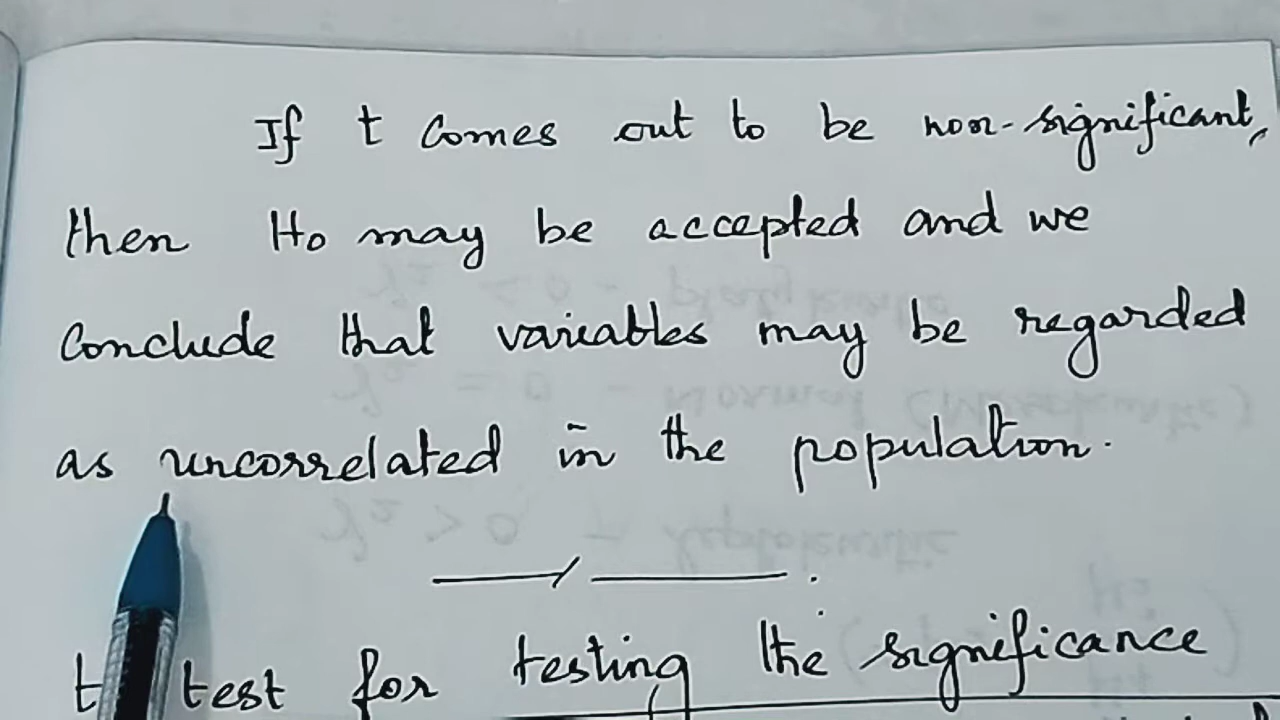 If t comes out to be non-significant,
then H₀ may be accepted and we
conclude that variables may be regarded
as uncorrelated in the population.
t test for testing the significance